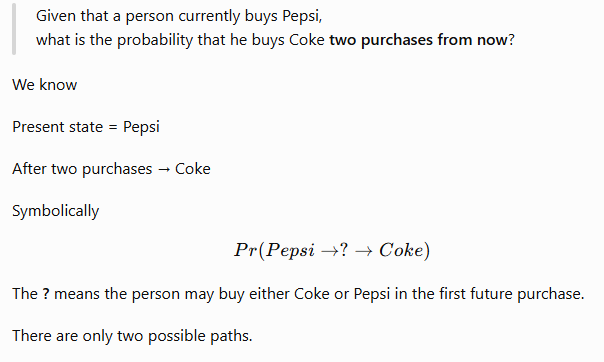 Given that a person currently buys Pepsi,
what is the probability that he buys Coke two purchases from now?
We know
Present state = Pepsi
After two purchases → Coke
Symbolically
Pr(Pepsi →? → Coke)
The ? means the person may buy either Coke or Pepsi in the first future purchase.
There are only two possible paths.